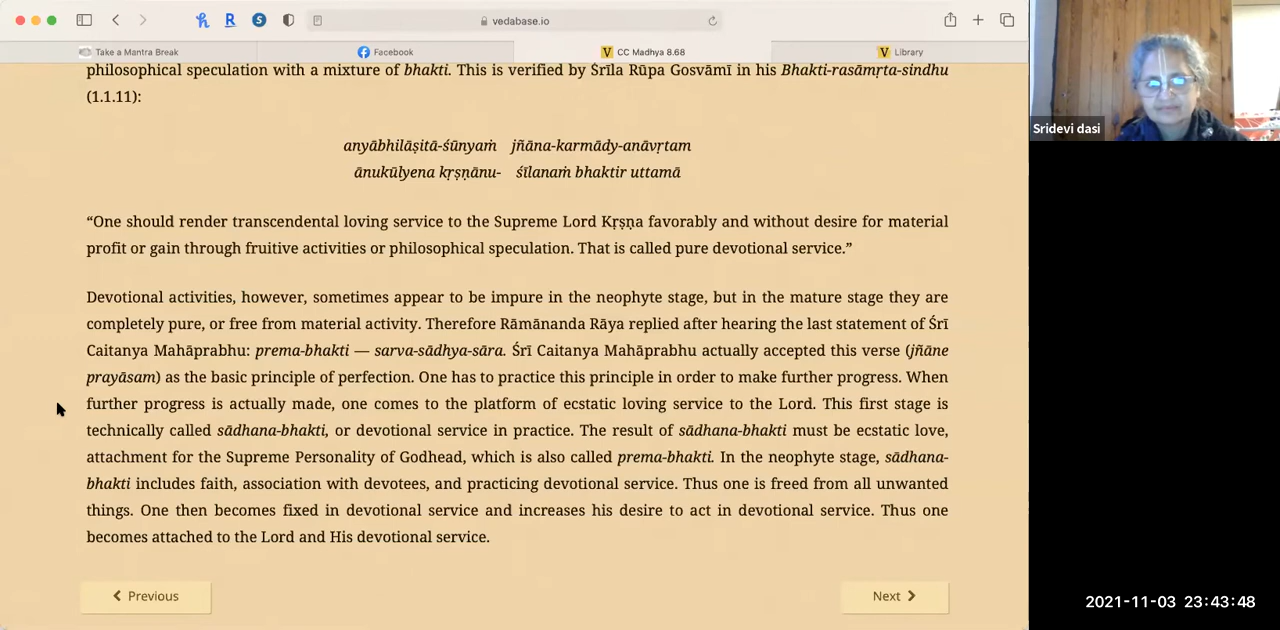 vedabase.io
Take a Mantra Break
Facebook
CC Madhya 8.68
Library
philosophical speculation with a mixture of bhakti. This is verified by Śrīla Rūpa Gosvāmī in his Bhakti-rasāmṛta-sindhu
(1.1.11):
anyābhilāṣitā-śūnyaṁ jñāna-karmādy-anāvṛtam
ānukūlyena kṛṣṇānu- śīlanaṁ bhaktir uttamā
“One should render transcendental loving service to the Supreme Lord Kṛṣṇa favorably and without desire for material
profit or gain through fruitive activities or philosophical speculation. That is called pure devotional service.”
Devotional activities, however, sometimes appear to be impure in the neophyte stage, but in the mature stage they are
completely pure, or free from material activity. Therefore Rāmānanda Rāya replied after hearing the last statement of Śrī
Caitanya Mahāprabhu: prema-bhakti — sarva-sādhya-sāra. Śrī Caitanya Mahāprabhu actually accepted this verse (jñāne
prayāsam) as the basic principle of perfection. One has to practice this principle in order to make further progress. When
further progress is actually made, one comes to the platform of ecstatic loving service to the Lord. This first stage is
technically called sādhana-bhakti, or devotional service in practice. The result of sādhana-bhakti must be ecstatic love,
attachment for the Supreme Personality of Godhead, which is also called prema-bhakti. In the neophyte stage, sādhana-
bhakti includes faith, association with devotees, and practicing devotional service. Thus one is freed from all unwanted
things. One then becomes fixed in devotional service and increases his desire to act in devotional service. Thus one
becomes attached to the Lord and His devotional service.
Previous
Next
Sridevi dasi
2021-11-03 23:43:48